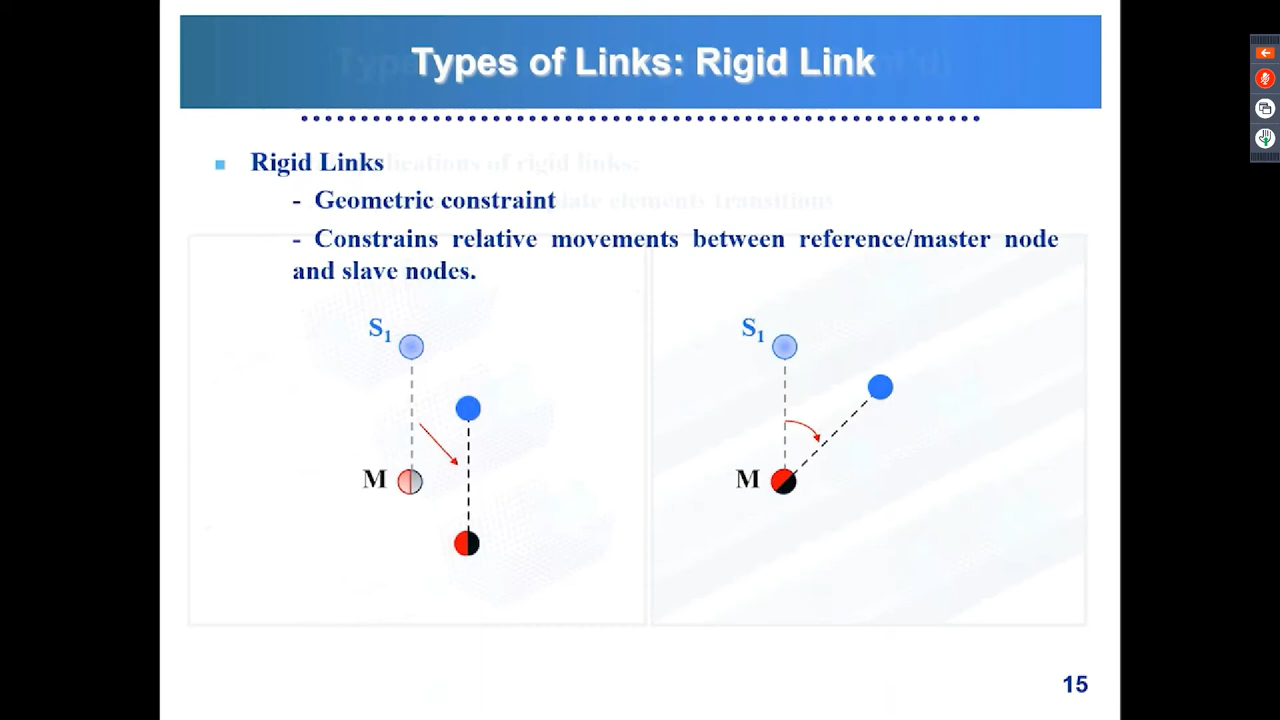 Types of Links: Rigid Link
Rigid Links
- Geometric constraint
- Constrains relative movements between reference/master node
and slave nodes.
S1
S1
M
M
15